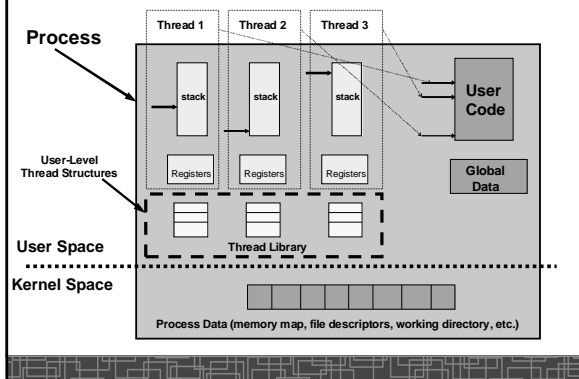 Thread 1 Thread 2 Thread 3
Process
stack stack stack
User
Code
Registers Registers Registers
User-Level
Thread Structures
Global
Data
Thread Library
User Space
Kernel Space
Process Data (memory map, file descriptors, working directory, etc.)